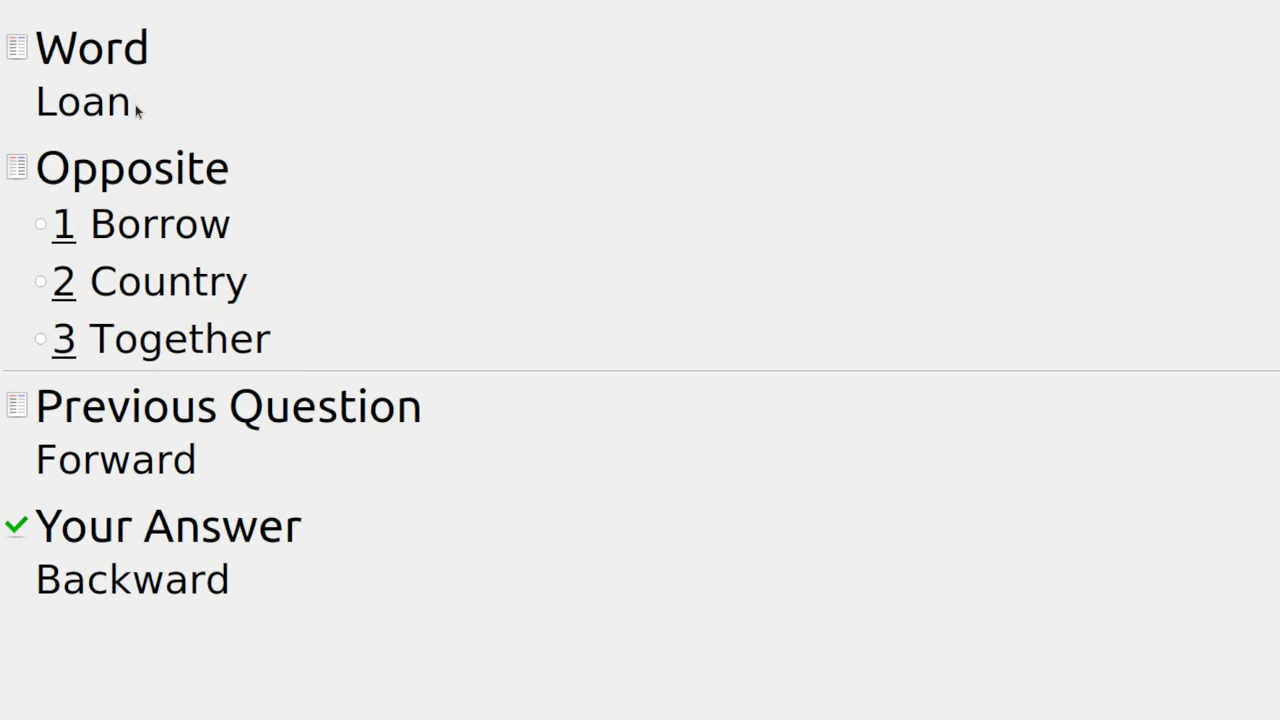 Word
Loan
Opposite
1 Borrow
2 Country
3 Together
Previous Question
Forward
Your Answer
Backward